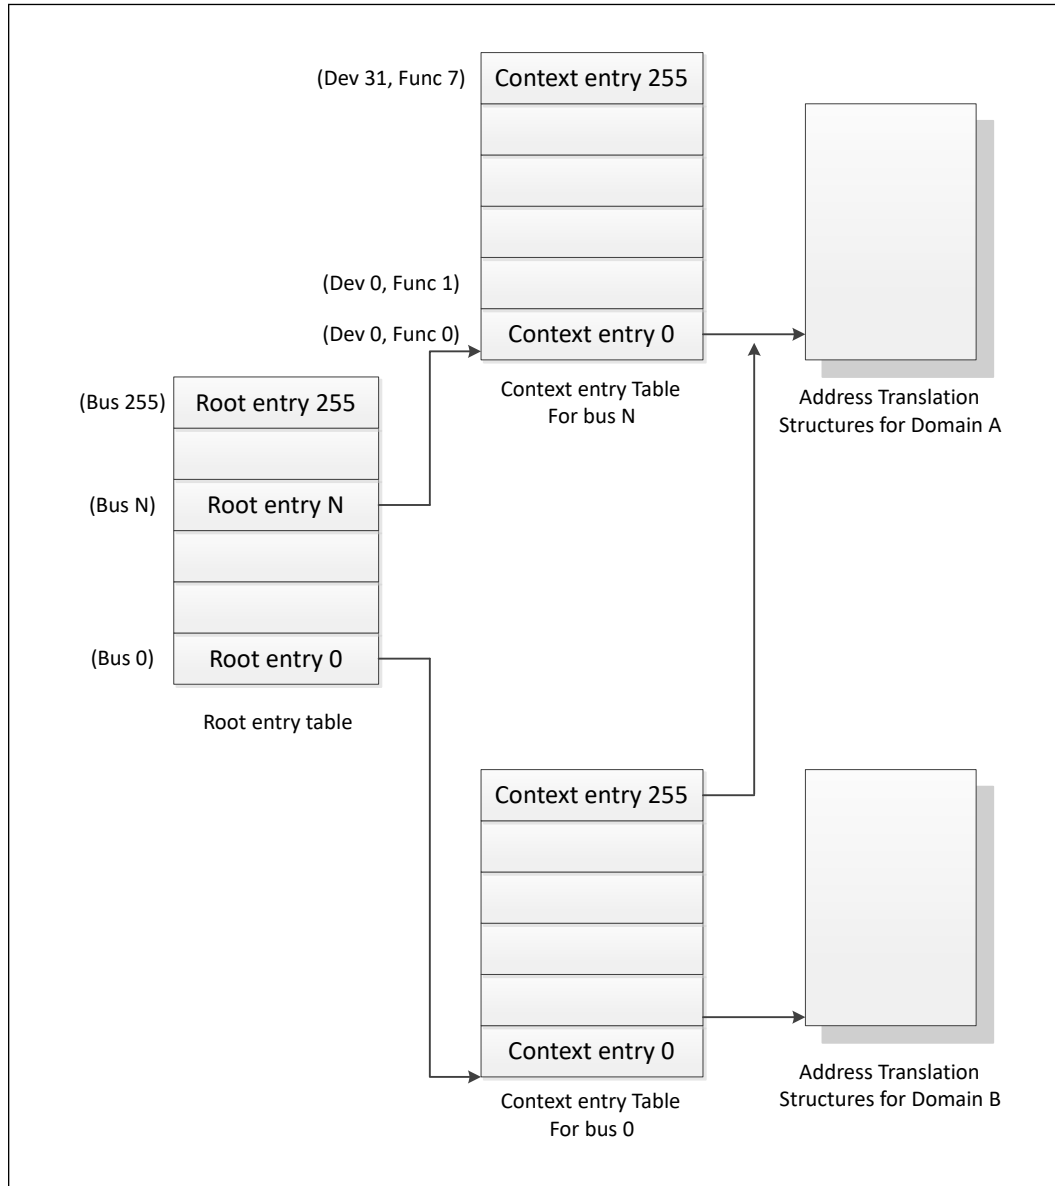 (Dev 31, Func 7)
Context entry 255
(Dev 0, Func 1)
(Dev 0, Func 0)
Context entry 0
Context entry Table
For bus N
Address Translation
Structures for Domain A
(Bus 255)
Root entry 255
(Bus N)
Root entry N
(Bus 0)
Root entry 0
Root entry table
Context entry 255
Context entry 0
Context entry Table
For bus 0
Address Translation
Structures for Domain B